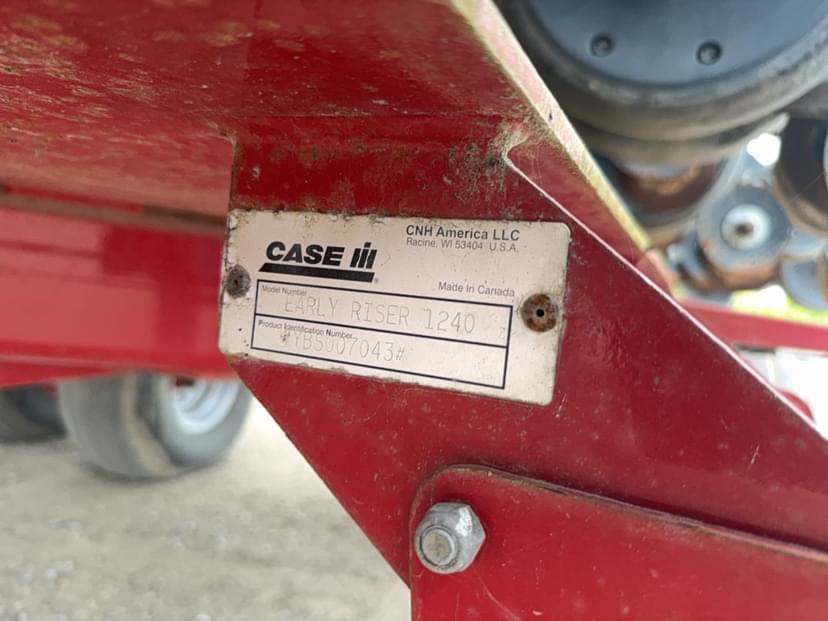 CNH America LLC
Racine, WI 53404 U.S.A.
CASE IH
®
Made in Canada
Model Number
EARLY RISER 1240
Product Identification Number
*YBS007043#